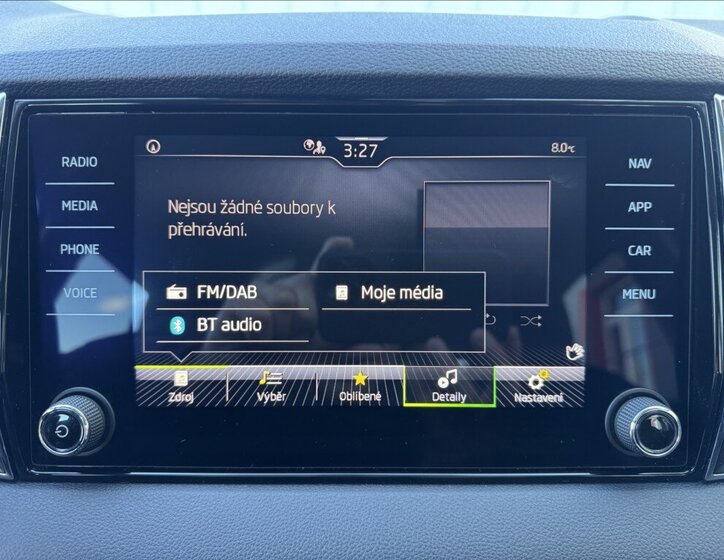 RADIO
MEDIA
PHONE
VOICE
3:27
8.0°C
Nejsou žádné soubory k
přehrávání.
FM/DAB
Moje média
BT audio
Zdroj
Výběr
Oblíbené
Detaily
Nastavení
NAV
APP
CAR
MENU